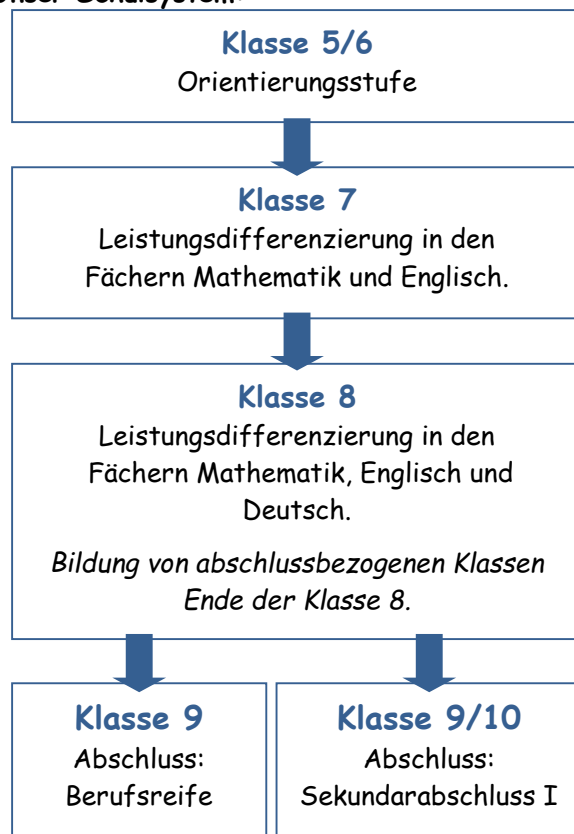 Unser Schulsystem:
Klasse 5/6
Orientierungsstufe
Klasse 7
Leistungsdifferenzierung in den
Fächern Mathematik und Englisch.
Klasse 8
Leistungsdifferenzierung in den
Fächern Mathematik, Englisch und
Deutsch.
Bildung von abschlussbezogenen Klassen
Ende der Klasse 8.
Klasse 9
Abschluss:
Berufsreife
Klasse 9/10
Abschluss:
Sekundarabschluss I